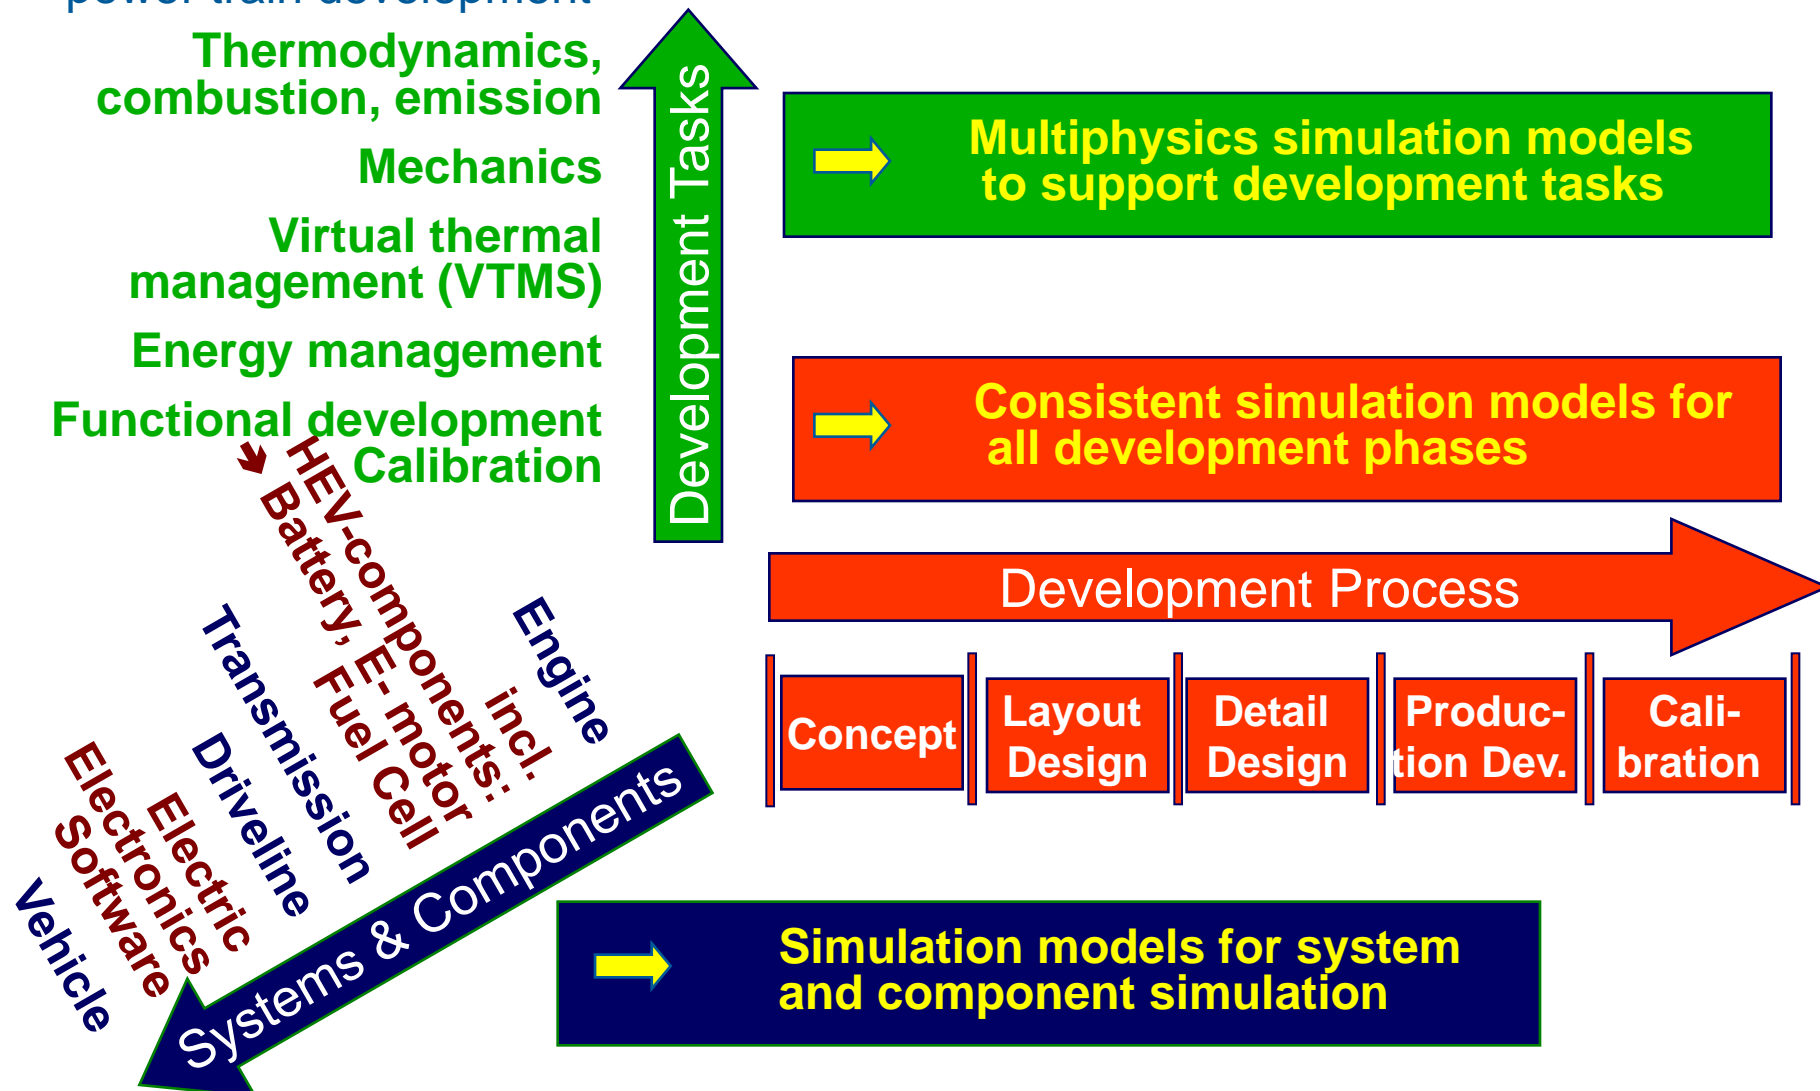 power train development
Thermodynamics,
combustion, emission
Mechanics
Virtual thermal
management (VTMS)
Energy management
Functional development
Calibration
Development Tasks
Multiphysics simulation models
to support development tasks
Consistent simulation models for
all development phases
Development Process
Concept
Layout
Design
Detail
Design
Produc-
tion Dev.
Cali-
bration
Engine
incl.
HEV-components:
➔ Battery, E- motor
Fuel Cell
Transmission
Driveline
Electric
Electronics
Software
Vehicle
Systems & Components
Simulation models for system
and component simulation